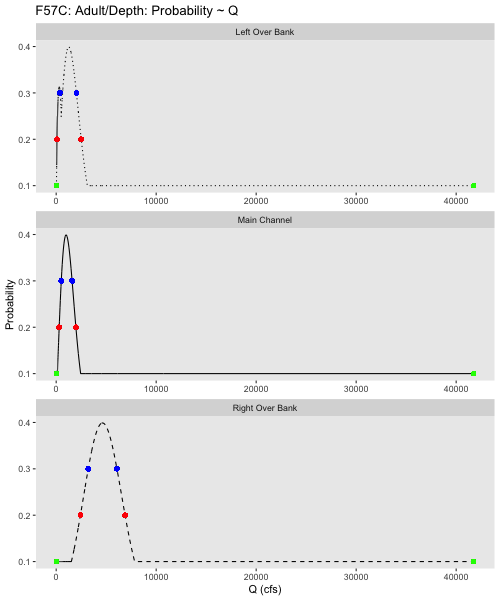 F57C: Adult/Depth: Probability ~ Q
Left Over Bank
0.4
0.3
0.2
0.1
0 10000 20000 30000 40000
Main Channel
0.4
0.3
0.2
0.1
0 10000 20000 30000 40000
Probability
Right Over Bank
0.4
0.3
0.2
0.1
0 10000 20000 30000 40000
Q (cfs)